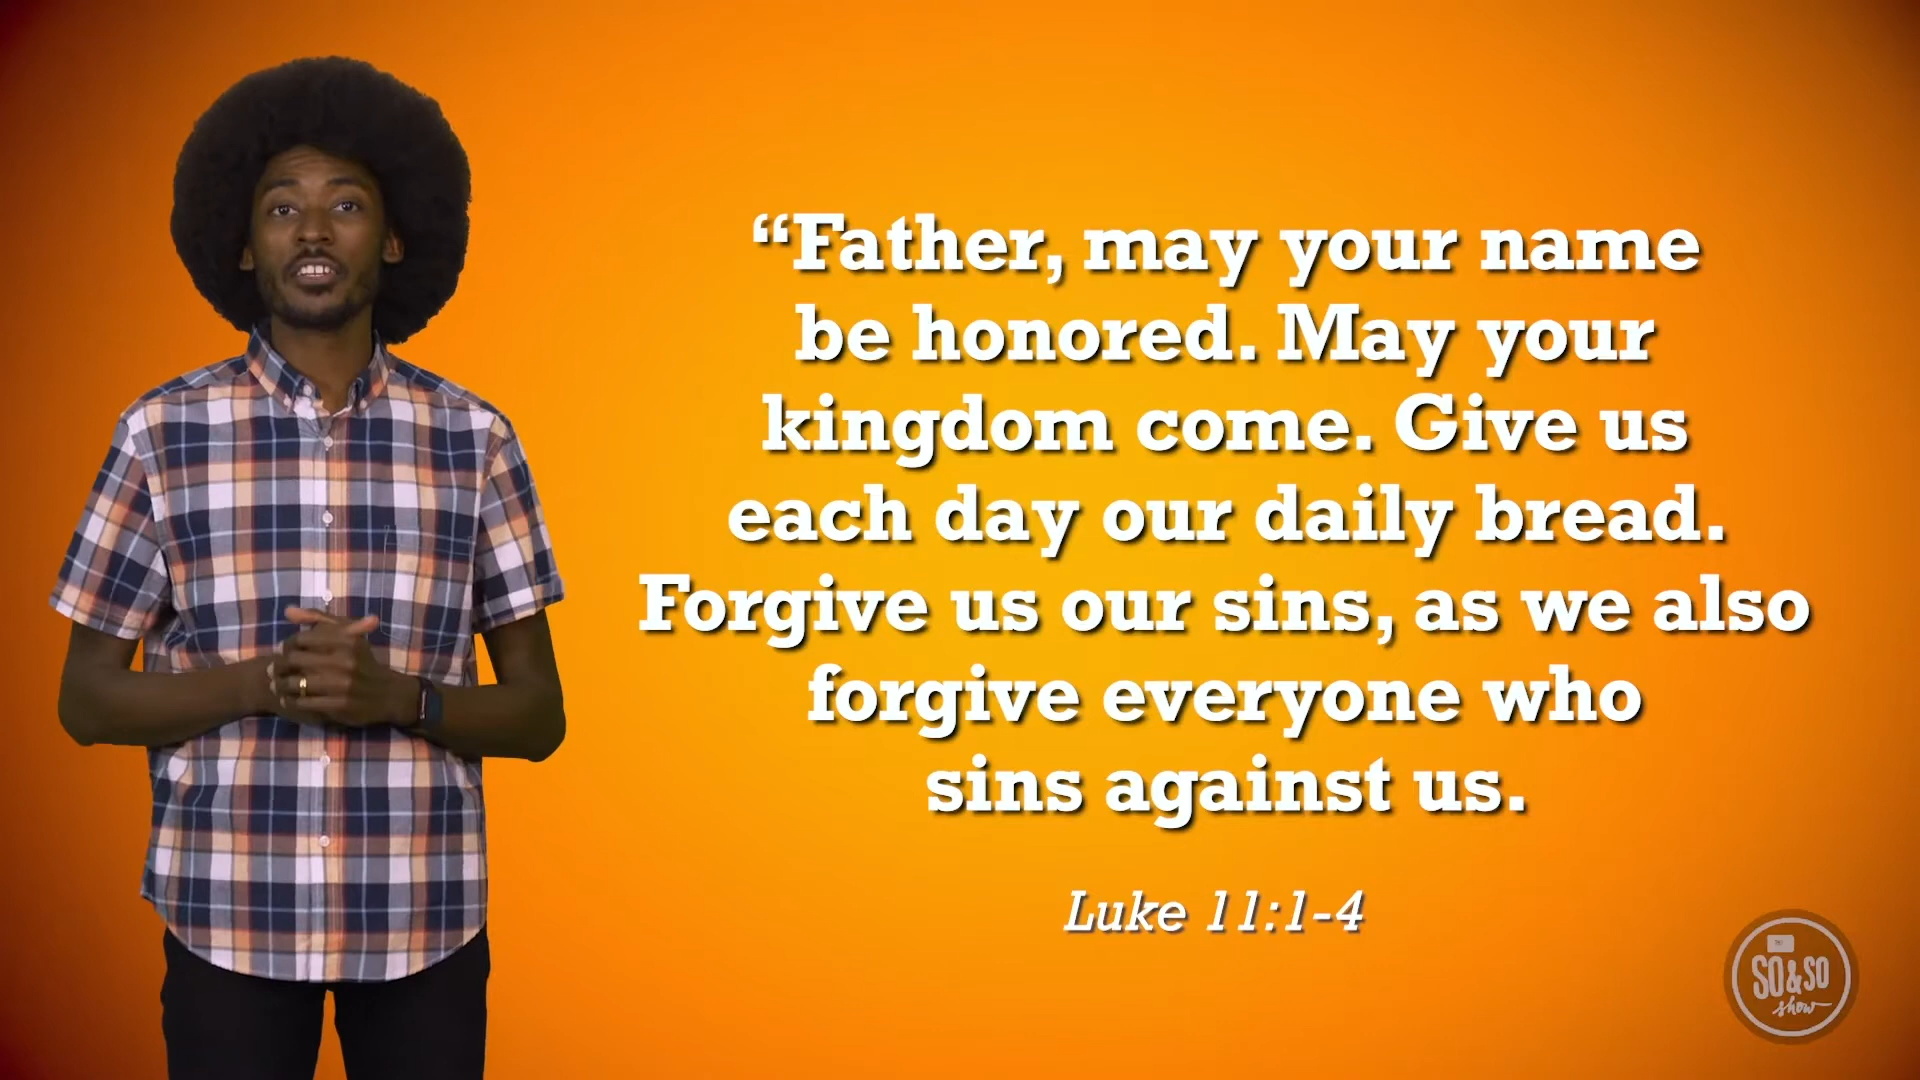 “Father, may your name
be honored. May your
kingdom come. Give us
each day our daily bread.
Forgive us our sins, as we also
forgive everyone who
sins against us.
Luke 11:1-4
SO & SO
show